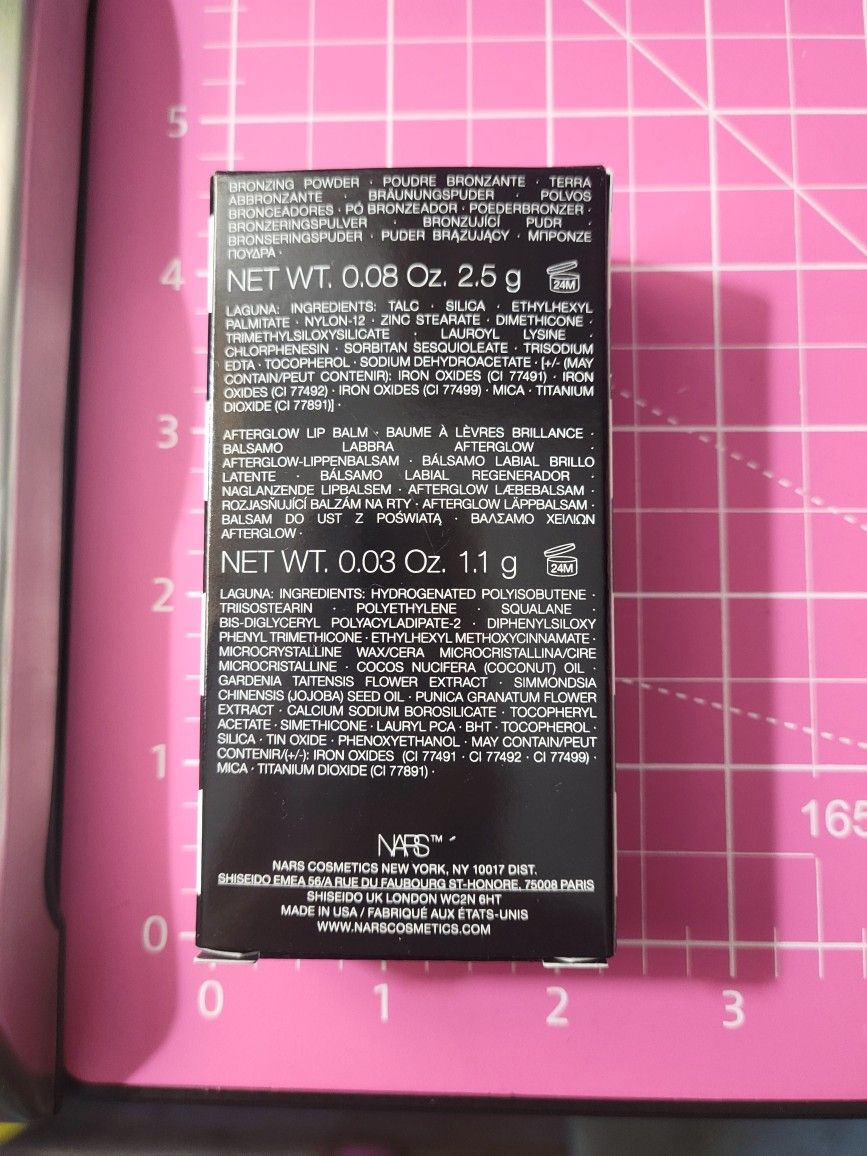 5
4
3
2
1
0
0
1
2
3
165
BRONZING POWDER · POUDRE BRONZANTE · TERRA
ABBRONZANTE · BRÄUNUNGSPUDER · POLVOS
BRONCEADORES · PÓ BRONZEADOR · POEDERBRONZER ·
BRONZERINGSPULVER · BRONZUJÍCÍ PUDR ·
BRONSERINGSPUDER · PUDER BRĄZUJĄCY · ΜΠΡΟΝΖΕ
ΠΟΥΔΡΑ ·
NET WT. 0.08 Oz. 2.5 g 24M
LAGUNA: INGREDIENTS: TALC · SILICA · ETHYLHEXYL
PALMITATE · NYLON-12 · ZINC STEARATE · DIMETHICONE ·
TRIMETHYLSILOXYSILICATE · LAUROYL LYSINE ·
CHLORPHENESIN · SORBITAN SESQUIOLEATE · TRISODIUM
EDTA · TOCOPHEROL · SODIUM DEHYDROACETATE · [+/- (MAY
CONTAIN/PEUT CONTENIR): IRON OXIDES (CI 77491) · IRON
OXIDES (CI 77492) · IRON OXIDES (CI 77499) · MICA · TITANIUM
DIOXIDE (CI 77891)] ·
AFTERGLOW LIP BALM · BAUME À LÈVRES BRILLANCE ·
BALSAMO LABBRA AFTERGLOW ·
AFTERGLOW-LIPPENBALSAM · BÁLSAMO LABIAL BRILLO
LATENTE · BÁLSAMO LABIAL REGENERADOR ·
NAGLANZENDE LIPBALSEM · AFTERGLOW LÆBEBALSAM ·
ROZJASŇUJÍCÍ BALZÁM NA RTY · AFTERGLOW LÄPPBALSAM ·
BALSAM DO UST Z POŚWIATĄ · ΒΑΛΣΑΜΟ ΧΕΙΛΙΩΝ
AFTERGLOW ·
NET WT. 0.03 Oz. 1.1 g 24M
LAGUNA: INGREDIENTS: HYDROGENATED POLYISOBUTENE ·
TRIISOSTEARIN · POLYETHYLENE · SQUALANE ·
BIS-DIGLYCERYL POLYACYLADIPATE-2 · DIPHENYLSILOXY
PHENYL TRIMETHICONE · ETHYLHEXYL METHOXYCINNAMATE ·
MICROCRYSTALLINE WAX/CERA MICROCRISTALLINA/CIRE
MICROCRISTALLINE · COCOS NUCIFERA (COCONUT) OIL ·
GARDENIA TAITENSIS FLOWER EXTRACT · SIMMONDSIA
CHINENSIS (JOJOBA) SEED OIL · PUNICA GRANATUM FLOWER
EXTRACT · CALCIUM SODIUM BOROSILICATE · TOCOPHERYL
ACETATE · SIMETHICONE · LAURYL PCA · BHT · TOCOPHEROL ·
SILICA · TIN OXIDE · PHENOXYETHANOL · MAY CONTAIN/PEUT
CONTENIR/(+/-): IRON OXIDES (CI 77491 · CI 77492 · CI 77499) ·
MICA · TITANIUM DIOXIDE (CI 77891) ·
NARS™
NARS COSMETICS NEW YORK, NY 10017 DIST.
SHISEIDO EMEA 56/A RUE DU FAUBOURG ST-HONORE, 75008 PARIS
SHISEIDO UK LONDON WC2N 6HT
MADE IN USA / FABRIQUÉ AUX ÉTATS-UNIS
WWW.NARSCOSMETICS.COM